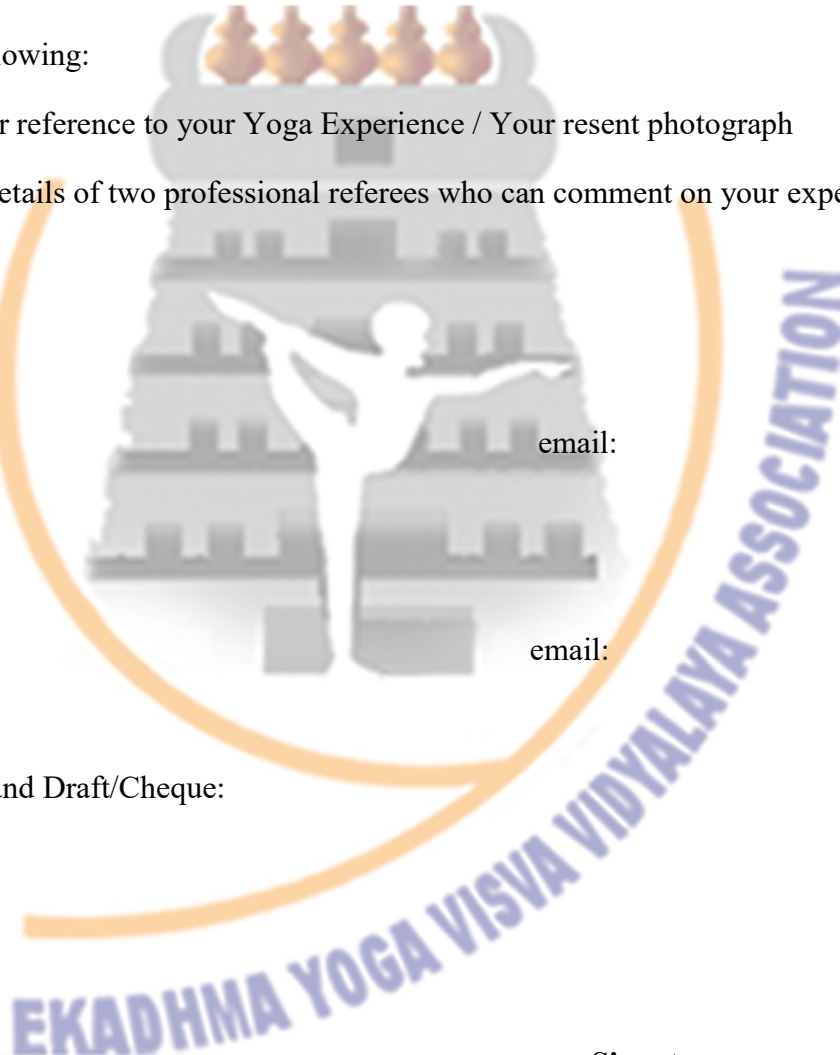 owing:
r reference to your Yoga Experience / Your resent photograph
etails of two professional referees who can comment on your expe
email:
email:
and Draft/Cheque:
EKADHMA YOGA VISVA VIDYALAYA ASSOCIATION